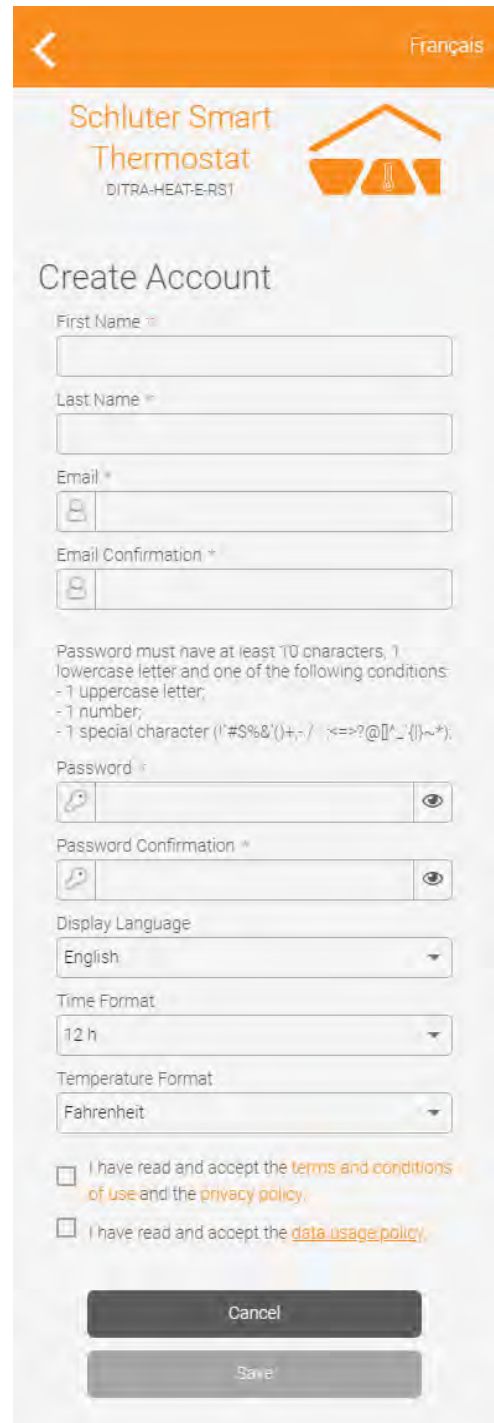 Français
Schluter Smart
Thermostat
DITRA-HEAT-E-RS1
Create Account
First Name *
Last Name *
Email *
Email Confirmation *
Password must have at least 10 characters, 1
lowercase letter and one of the following conditions:
- 1 uppercase letter;
- 1 number;
- 1 special character
Password *
Password Confirmation *
Display Language
English
Time Format
12 h
Temperature Format
Fahrenheit
I have read and accept the terms and conditions
of use and the privacy policy.
I have read and accept the data usage policy.
Cancel
Save